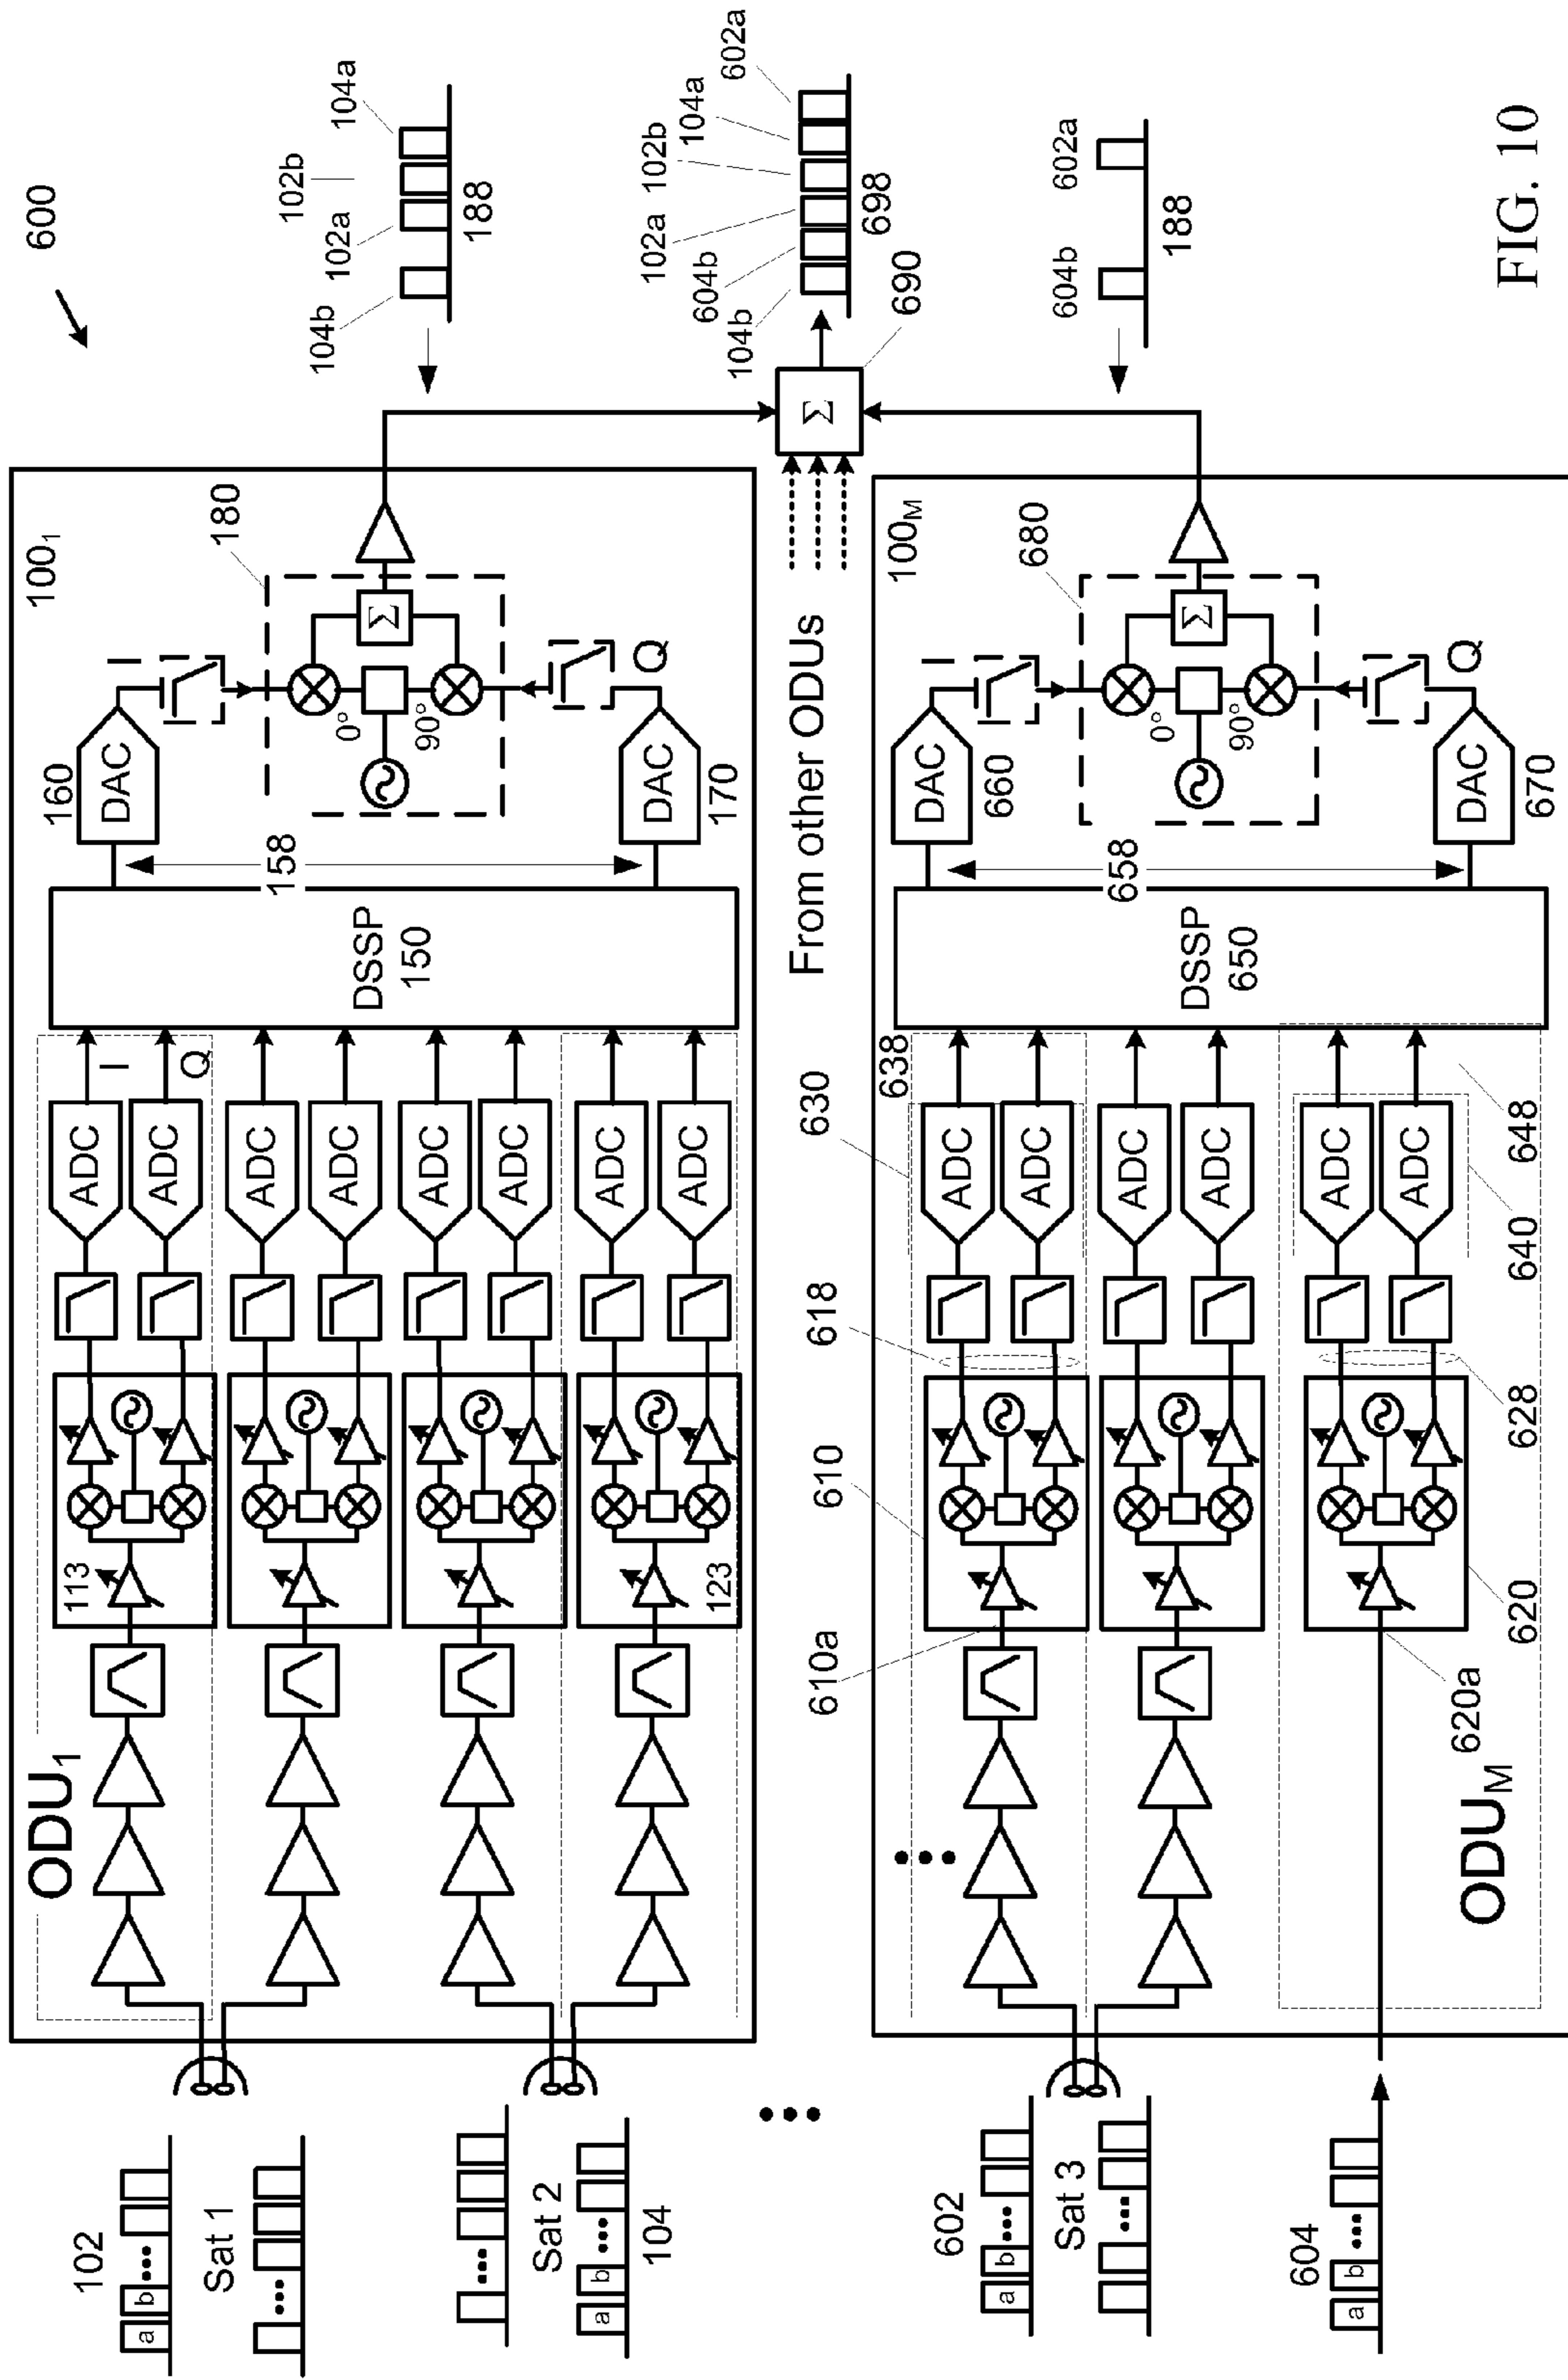 600
102
a b •••
Sat 1
•••
•••
Sat 2
a b •••
104
•••
ODU1
113
123
ADC
ADC
ADC
ADC
ADC
ADC
ADC
ADC
I
Q
DSSP
150
158
160
DAC
I
0°
90°
Σ
Q
DAC
170
180
100₁
104b
102a
102b
104a
188
From other ODUs
Σ
690
104b
604b
102a
102b
104a
602a
698
602
a b •••
Sat 3
•••
604
a b •••
•••
ODUM
610a
610
618
630
638
ADC
ADC
ADC
ADC
ADC
ADC
620a
620
628
640
648
DSSP
650
658
DAC
660
I
0°
90°
Σ
Q
DAC
670
680
100M
604b
602a
188
FIG. 10